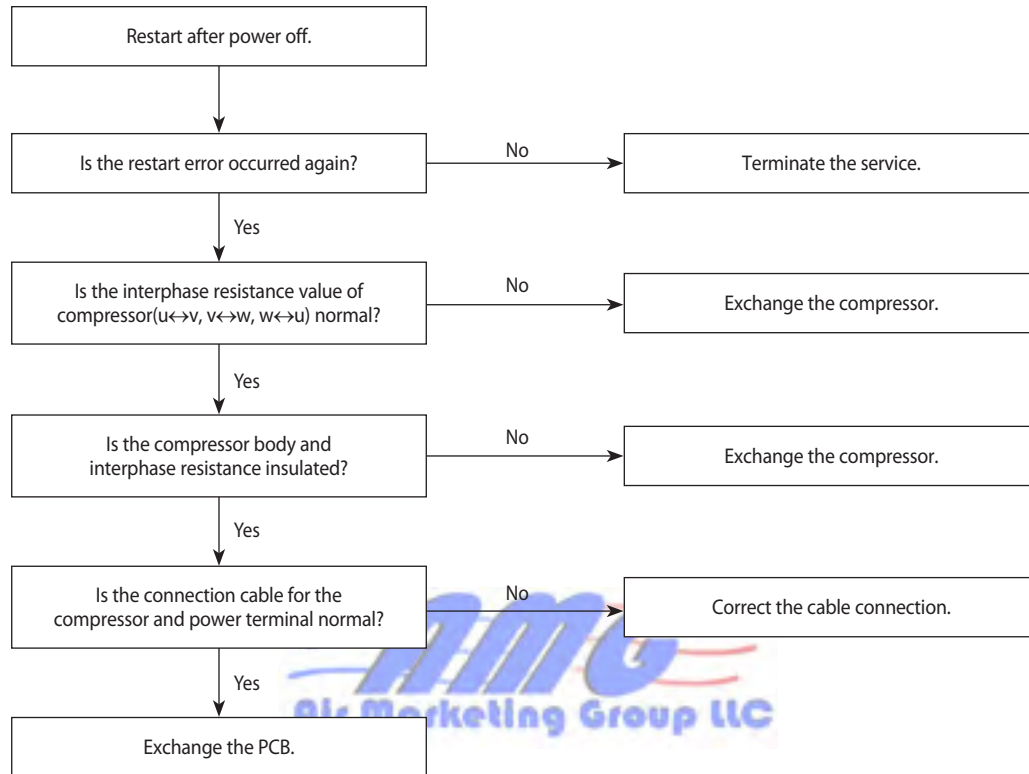 Restart after power off.
Is the restart error occurred again?
No
Terminate the service.
Yes
Is the interphase resistance value of
compressor(u↔v, v↔w, w↔u) normal?
No
Exchange the compressor.
Yes
Is the compressor body and
interphase resistance insulated?
No
Exchange the compressor.
Yes
Is the connection cable for the
compressor and power terminal normal?
No
Correct the cable connection.
Yes
AMG
Air Marketing Group LLC
Exchange the PCB.